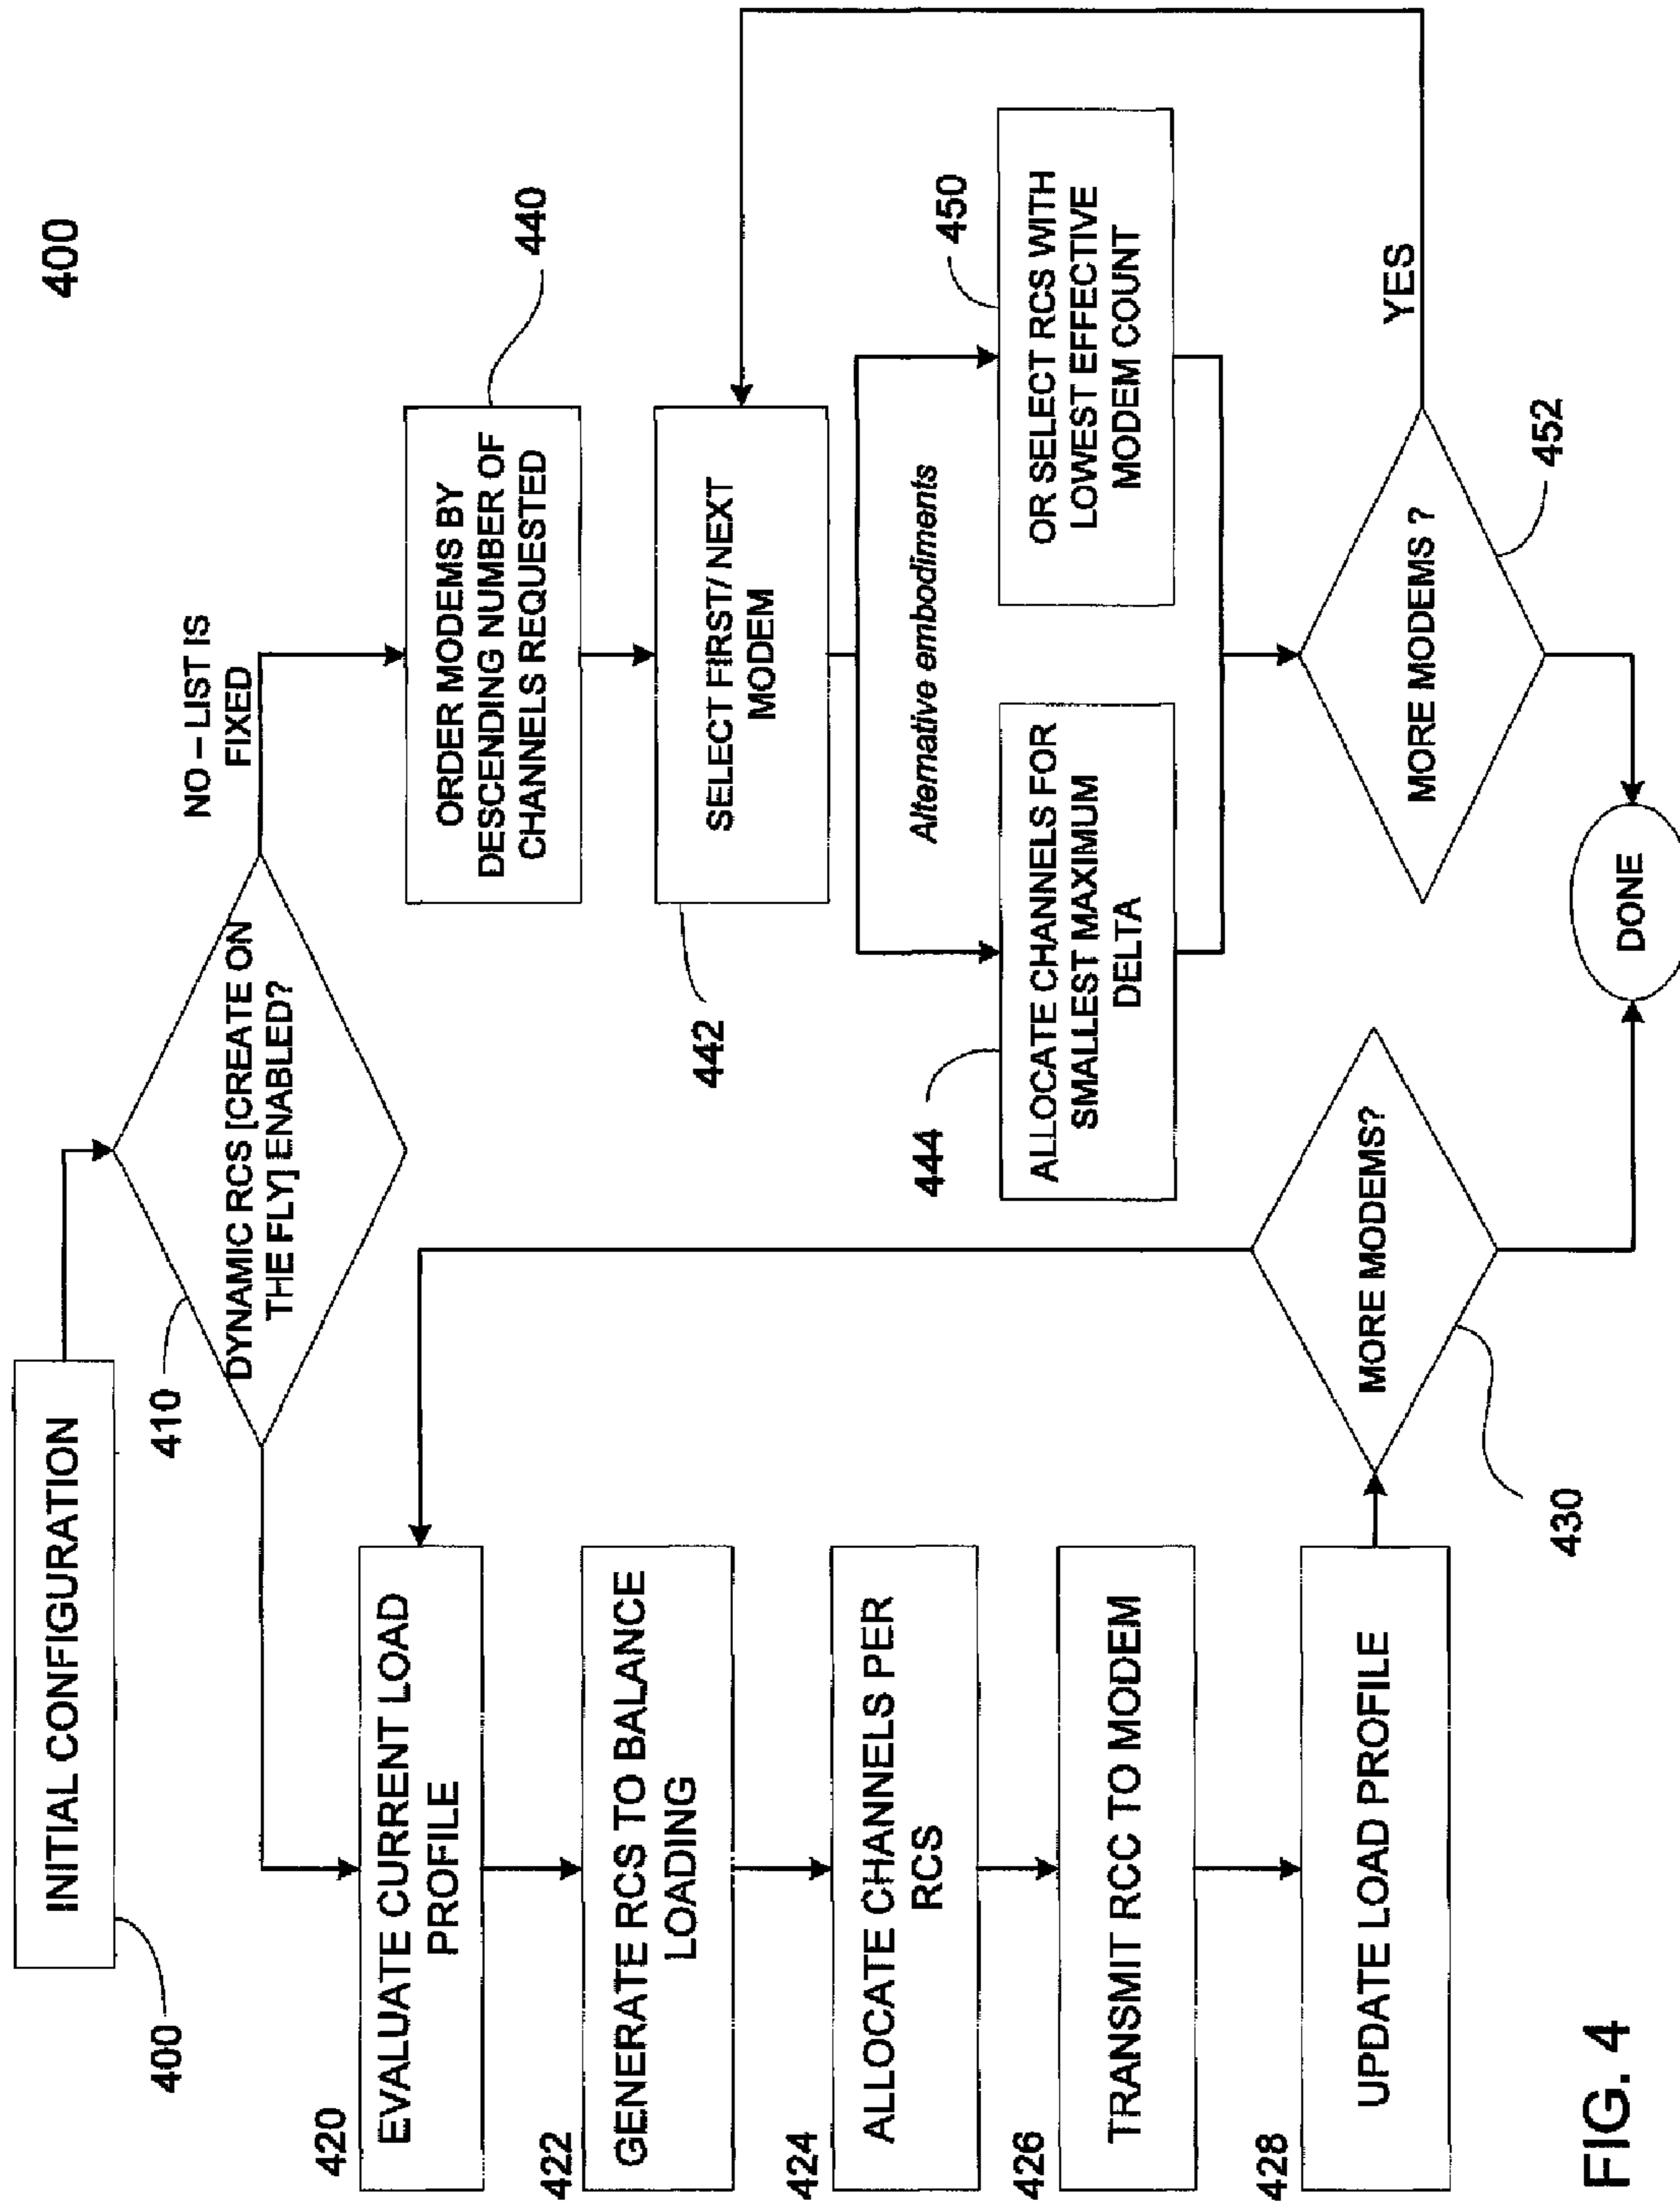 400
INITIAL CONFIGURATION
400
DYNAMIC RCS [CREATE ON
THE FLY] ENABLED?
410
NO – LIST IS
FIXED
420
EVALUATE CURRENT LOAD
PROFILE
422
GENERATE RCS TO BALANCE
LOADING
424
ALLOCATE CHANNELS PER
RCS
426
TRANSMIT RCC TO MODEM
428
UPDATE LOAD PROFILE
MORE MODEMS?
430
ORDER MODEMS BY
DESCENDING NUMBER OF
CHANNELS REQUESTED
440
SELECT FIRST/ NEXT
MODEM
442
Alternative embodiments
444
ALLOCATE CHANNELS FOR
SMALLEST MAXIMUM
DELTA
OR SELECT RCS WITH
LOWEST EFFECTIVE
MODEM COUNT
450
MORE MODEMS ?
452
YES
DONE
FIG. 4